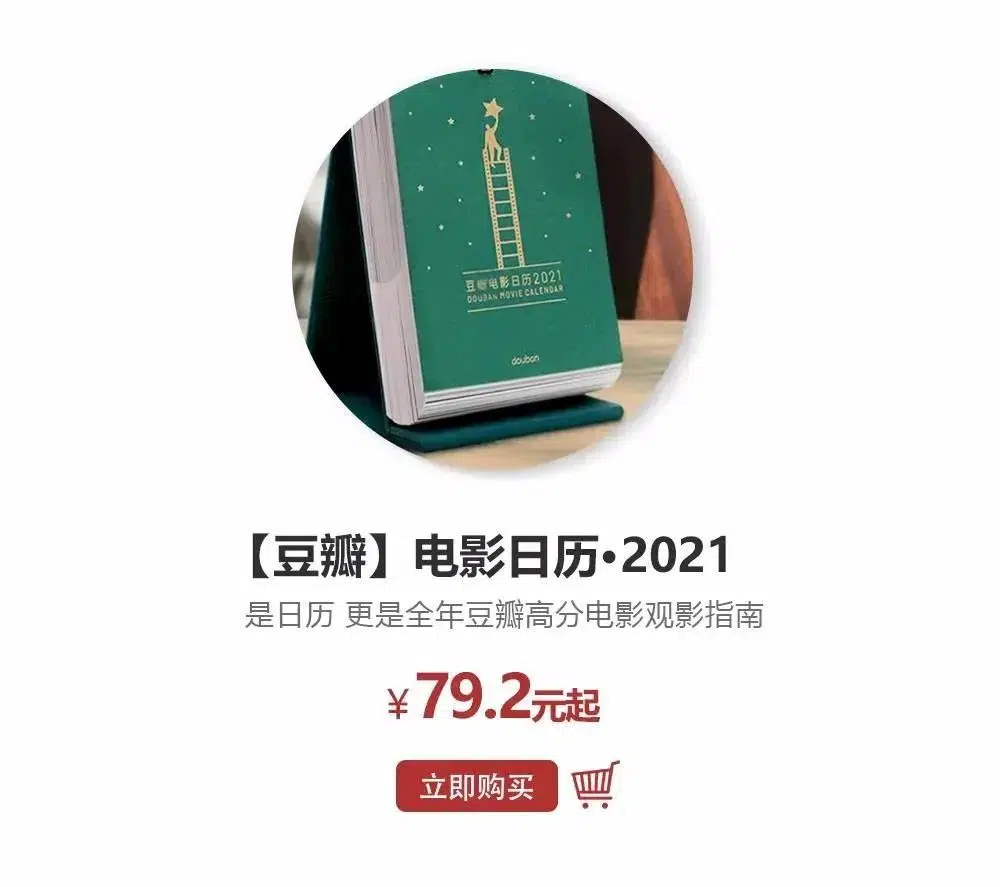 豆瓣电影日历2021
DOUBAN MOVIE CALENDAR
douban
【豆瓣】电影日历•2021
是日历 更是全年豆瓣高分电影观影指南
¥79.2元起
立即购买